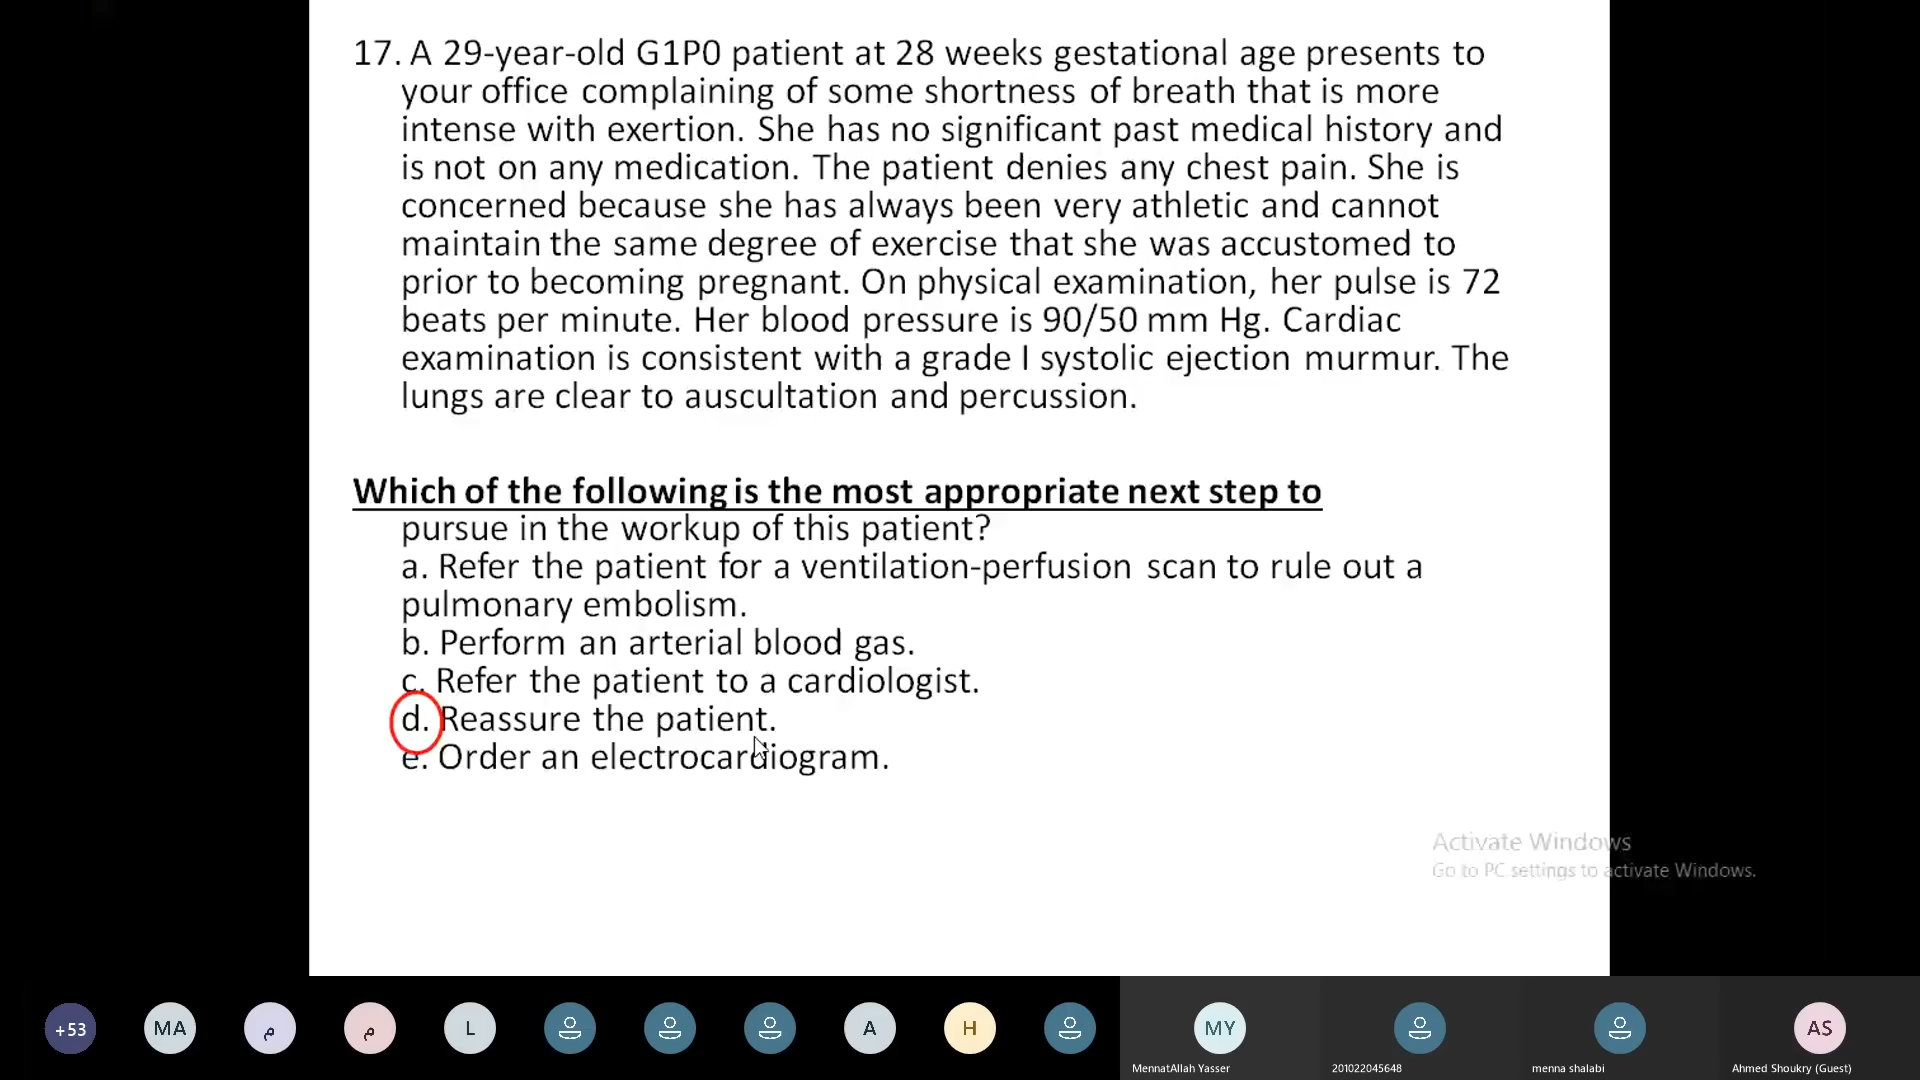 17. A 29-year-old G1P0 patient at 28 weeks gestational age presents to
your office complaining of some shortness of breath that is more
intense with exertion. She has no significant past medical history and
is not on any medication. The patient denies any chest pain. She is
concerned because she has always been very athletic and cannot
maintain the same degree of exercise that she was accustomed to
prior to becoming pregnant. On physical examination, her pulse is 72
beats per minute. Her blood pressure is 90/50 mm Hg. Cardiac
examination is consistent with a grade I systolic ejection murmur. The
lungs are clear to auscultation and percussion.
Which of the following is the most appropriate next step to
pursue in the workup of this patient?
a. Refer the patient for a ventilation-perfusion scan to rule out a
pulmonary embolism.
b. Perform an arterial blood gas.
c. Refer the patient to a cardiologist.
d. Reassure the patient.
e. Order an electrocardiogram.
Activate Windows
Go to PC settings to activate Windows.
+53
MA
م
م
L
A
H
MY
AS
MennatAllah Yasser
201022045648
menna shalabi
Ahmed Shoukry (Guest)